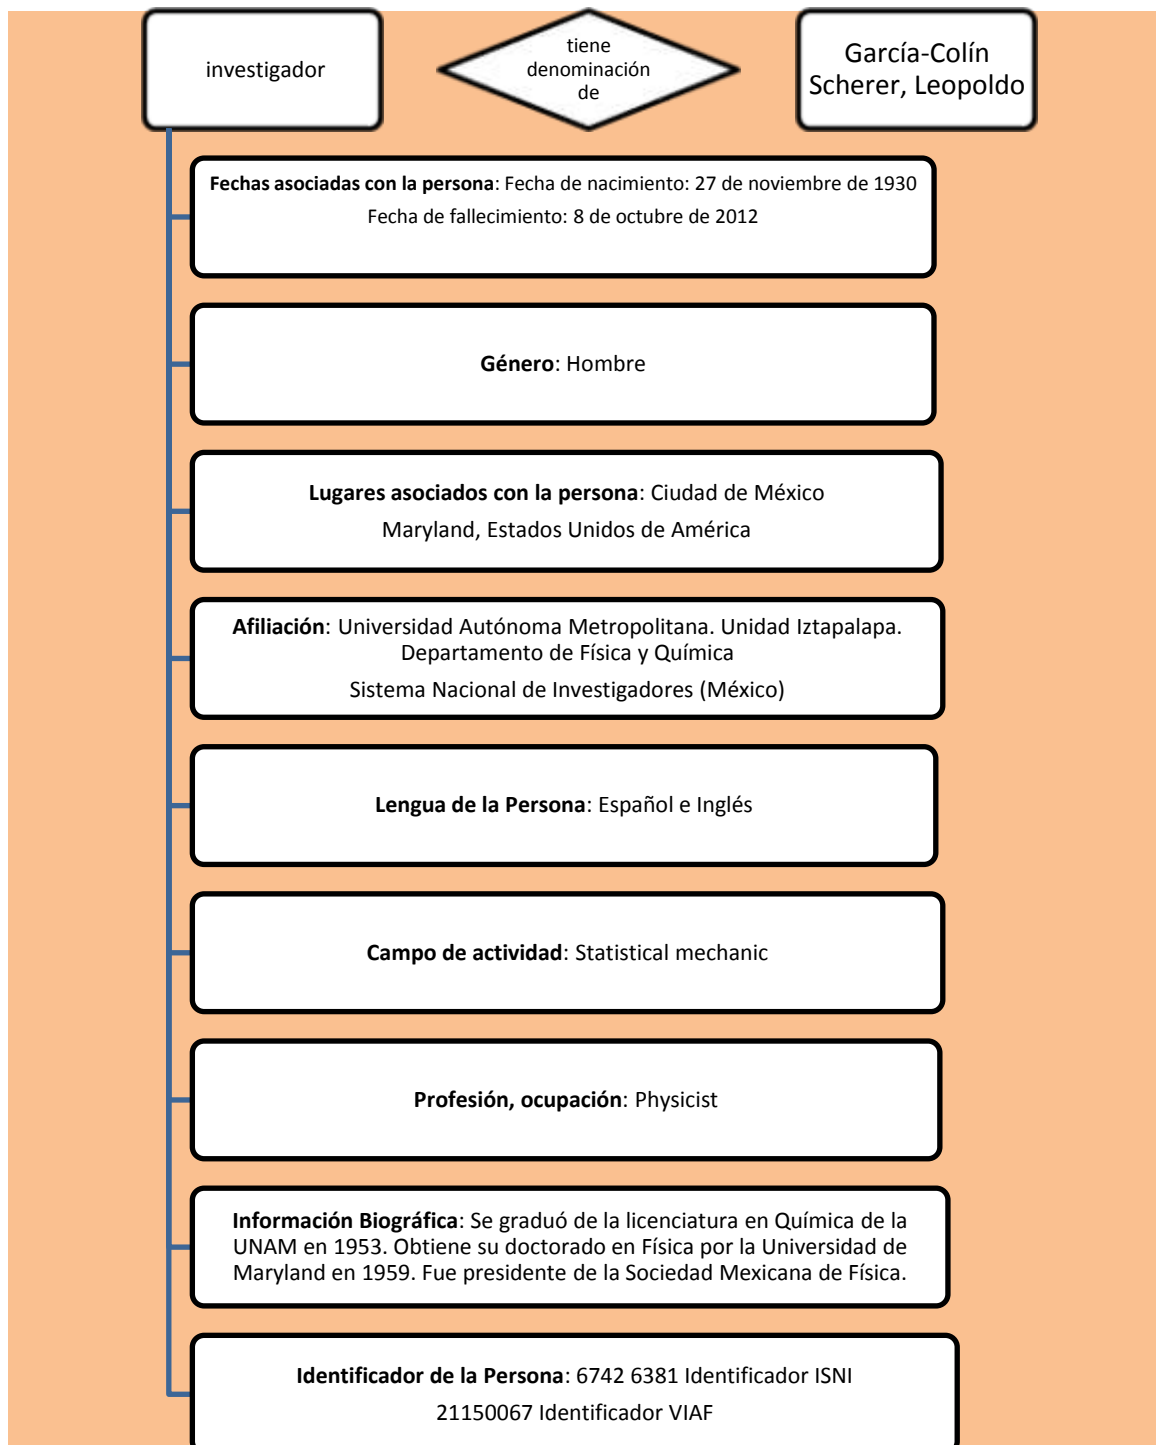 investigador
tiene
denominación
de
García-Colín
Scherer, Leopoldo
Fechas asociadas con la persona: Fecha de nacimiento: 27 de noviembre de 1930
Fecha de fallecimiento: 8 de octubre de 2012
Género: Hombre
Lugares asociados con la persona: Ciudad de México
Maryland, Estados Unidos de América
Afiliación: Universidad Autónoma Metropolitana. Unidad Iztapalapa.
Departamento de Física y Química
Sistema Nacional de Investigadores (México)
Lengua de la Persona: Español e Inglés
Campo de actividad: Statistical mechanic
Profesión, ocupación: Physicist
Información Biográfica: Se graduó de la licenciatura en Química de la
UNAM en 1953. Obtiene su doctorado en Física por la Universidad de
Maryland en 1959. Fue presidente de la Sociedad Mexicana de Física.
Identificador de la Persona: 6742 6381 Identificador ISNI
21150067 Identificador VIAF